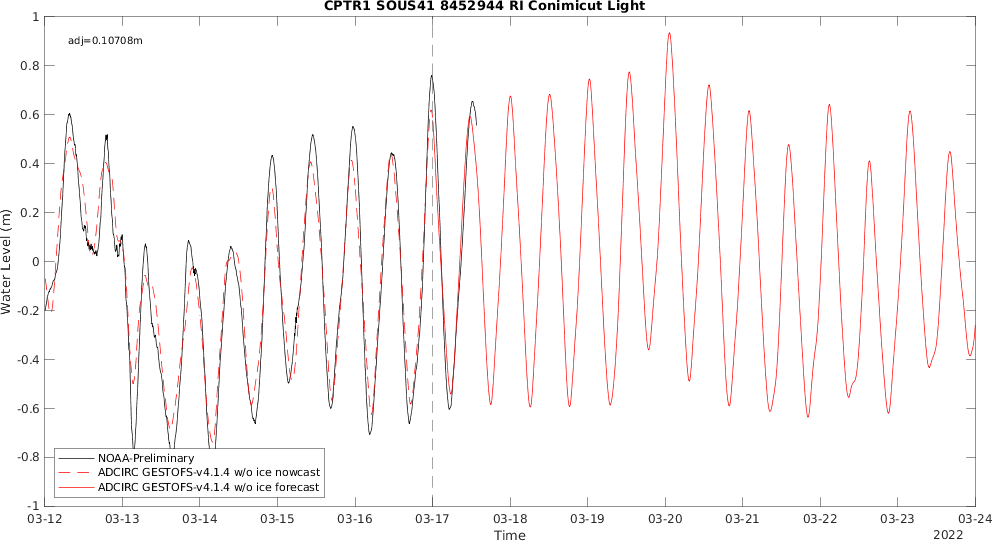 CPTR1 SOUS41 8452944 RI Conimicut Light
adj=0.10708m
1
0.8
0.6
0.4
0.2
0
-0.2
-0.4
-0.6
-0.8
-1
Water Level (m)
NOAA-Preliminary
ADCIRC GESTOFS-v4.1.4 w/o ice nowcast
ADCIRC GESTOFS-v4.1.4 w/o ice forecast
03-12 03-13 03-14 03-15 03-16 03-17 03-18 03-19 03-20 03-21 03-22 03-23 03-24
Time
2022